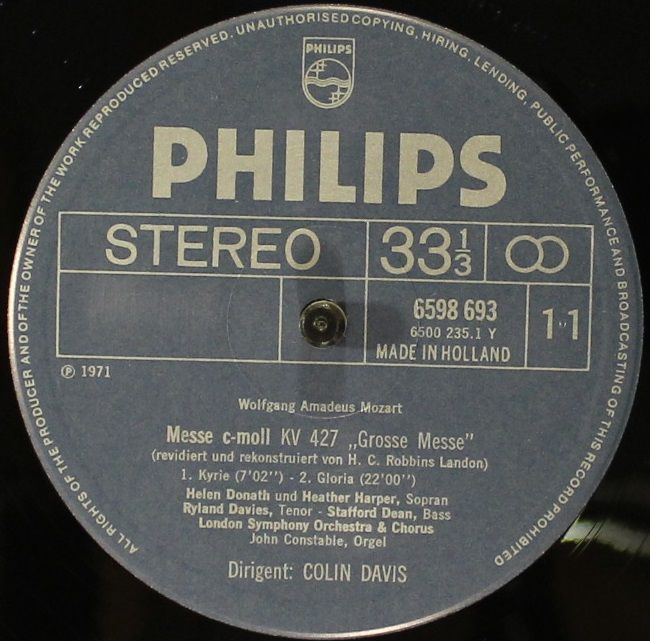 ALL RIGHTS OF THE PRODUCER AND OF THE OWNER OF THE WORK REPRODUCED RESERVED. UNAUTHORISED COPYING, HIRING, LENDING, PUBLIC PERFORMANCE AND BROADCASTING OF THIS RECORD PROHIBITED
PHILIPS
PHILIPS
STEREO 33 1/3
6598 693
6500 235.1 Y
MADE IN HOLLAND
1·1
℗ 1971
Wolfgang Amadeus Mozart
Messe c-moll KV 427 „Grosse Messe”
(revidiert und rekonstruiert von H. C. Robbins Landon)
1. Kyrie (7'02'') - 2. Gloria (22'00'')
Helen Donath und Heather Harper, Sopran
Ryland Davies, Tenor - Stafford Dean, Bass
London Symphony Orchestra & Chorus
John Constable, Orgel
Dirigent: COLIN DAVIS